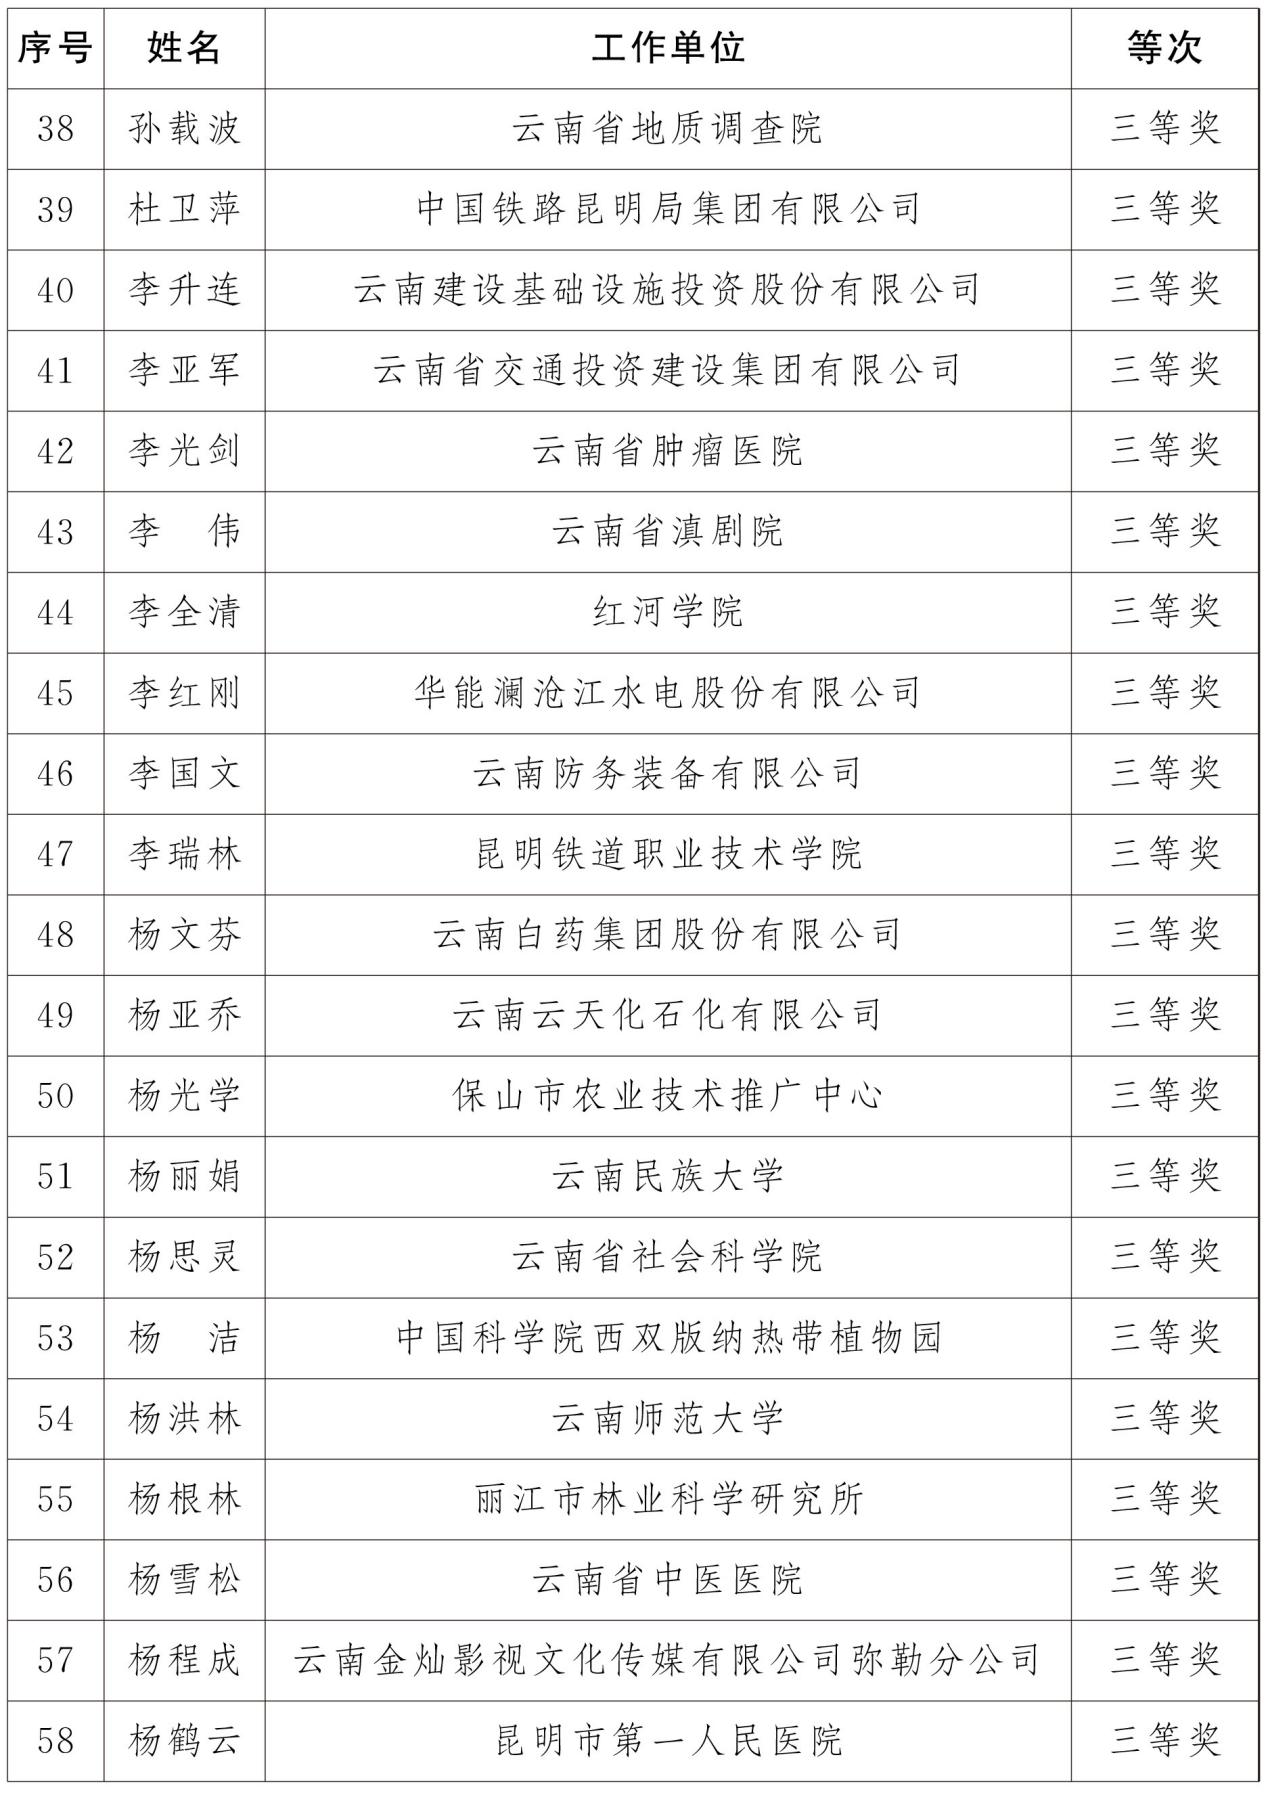 序号 姓名 工作单位 等次
38 孙载波 云南省地质调查院 三等奖
39 杜卫萍 中国铁路昆明局集团有限公司 三等奖
40 李升连 云南建设基础设施投资股份有限公司 三等奖
41 李亚军 云南省交通投资建设集团有限公司 三等奖
42 李光剑 云南省肿瘤医院 三等奖
43 李　伟 云南省滇剧院 三等奖
44 李全清 红河学院 三等奖
45 李红刚 华能澜沧江水电股份有限公司 三等奖
46 李国文 云南防务装备有限公司 三等奖
47 李瑞林 昆明铁道职业技术学院 三等奖
48 杨文芬 云南白药集团股份有限公司 三等奖
49 杨亚乔 云南云天化石化有限公司 三等奖
50 杨光学 保山市农业技术推广中心 三等奖
51 杨丽娟 云南民族大学 三等奖
52 杨思灵 云南省社会科学院 三等奖
53 杨　洁 中国科学院西双版纳热带植物园 三等奖
54 杨洪林 云南师范大学 三等奖
55 杨根林 丽江市林业科学研究所 三等奖
56 杨雪松 云南省中医医院 三等奖
57 杨程成 云南金灿影视文化传媒有限公司弥勒分公司 三等奖
58 杨鹤云 昆明市第一人民医院 三等奖